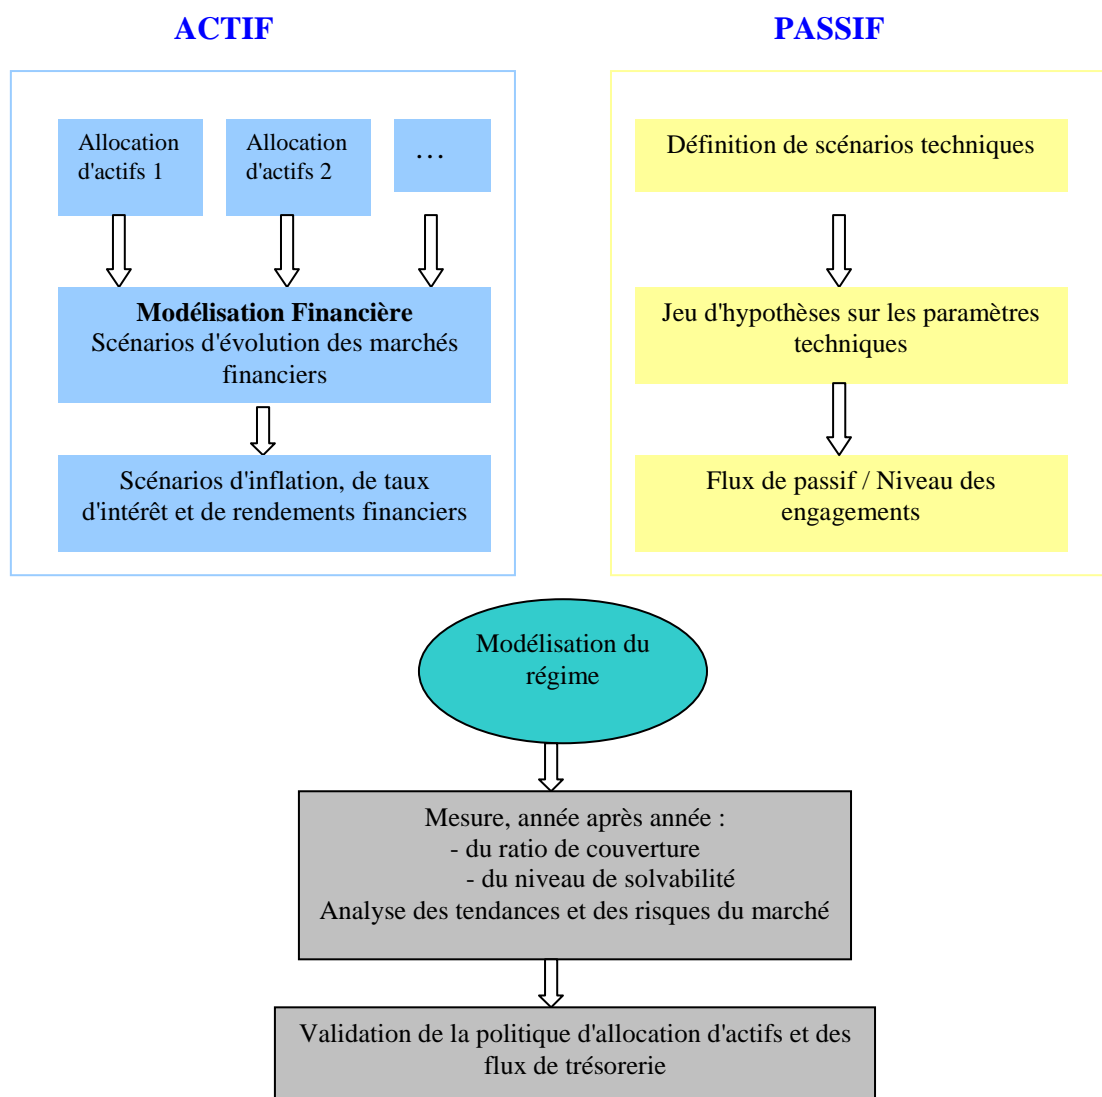 ACTIF
PASSIF
Allocation
d'actifs 1
Allocation
d'actifs 2
…
Modélisation Financière
Scénarios d'évolution des marchés
financiers
Scénarios d'inflation, de taux
d'intérêt et de rendements financiers
Définition de scénarios techniques
Jeu d'hypothèses sur les paramètres
techniques
Flux de passif / Niveau des
engagements
Modélisation du
régime
Mesure, année après année :
- du ratio de couverture
- du niveau de solvabilité
Analyse des tendances et des risques du marché
Validation de la politique d'allocation d'actifs et des
flux de trésorerie